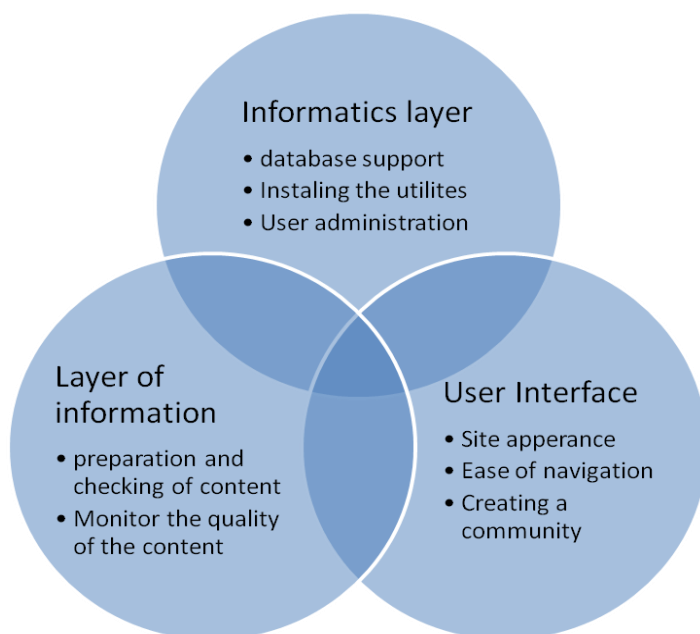 Informatics layer
• database support
• Instaling the utilites
• User administration
Layer of
information
• preparation and
checking of content
• Monitor the quality
of the content
User Interface
• Site apperance
• Ease of navigation
• Creating a
community